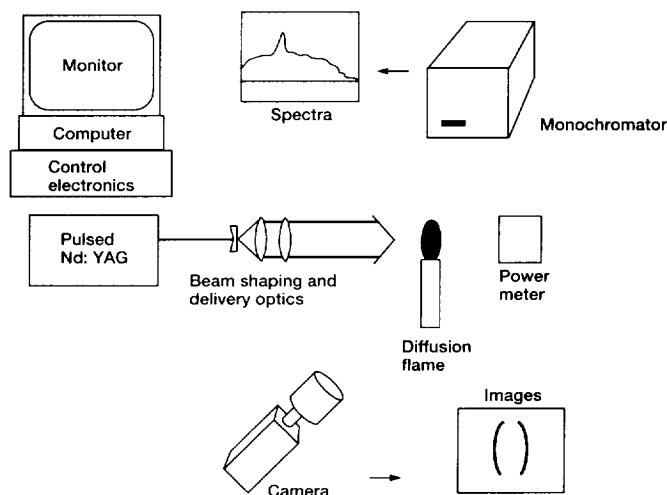 Monitor
Computer
Control
electronics
Spectra
Monochromator
Pulsed
Nd: YAG
Beam shaping and
delivery optics
Power
meter
Diffusion
flame
Images
Camera